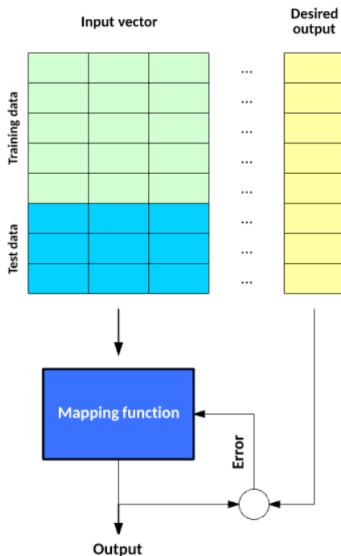 Input vector
Desired
output
Training data
Test data
...
...
...
...
...
...
...
...
Mapping function
Error
Output